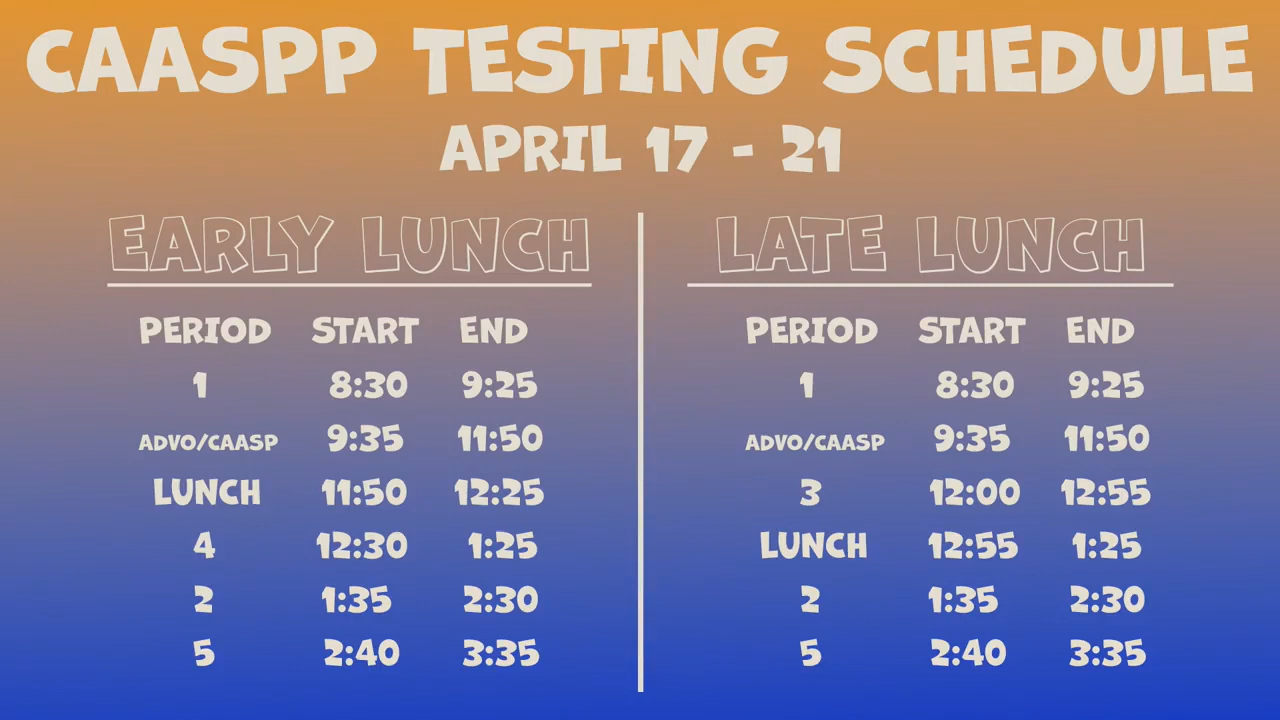 CAASPP TESTING SCHEDULE
APRIL 17 - 21
EARLY LUNCH
PERIOD START END
1 8:30 9:25
ADVO/CAASP 9:35 11:50
LUNCH 11:50 12:25
4 12:30 1:25
2 1:35 2:30
5 2:40 3:35
LATE LUNCH
PERIOD START END
1 8:30 9:25
ADVO/CAASP 9:35 11:50
3 12:00 12:55
LUNCH 12:55 1:25
2 1:35 2:30
5 2:40 3:35